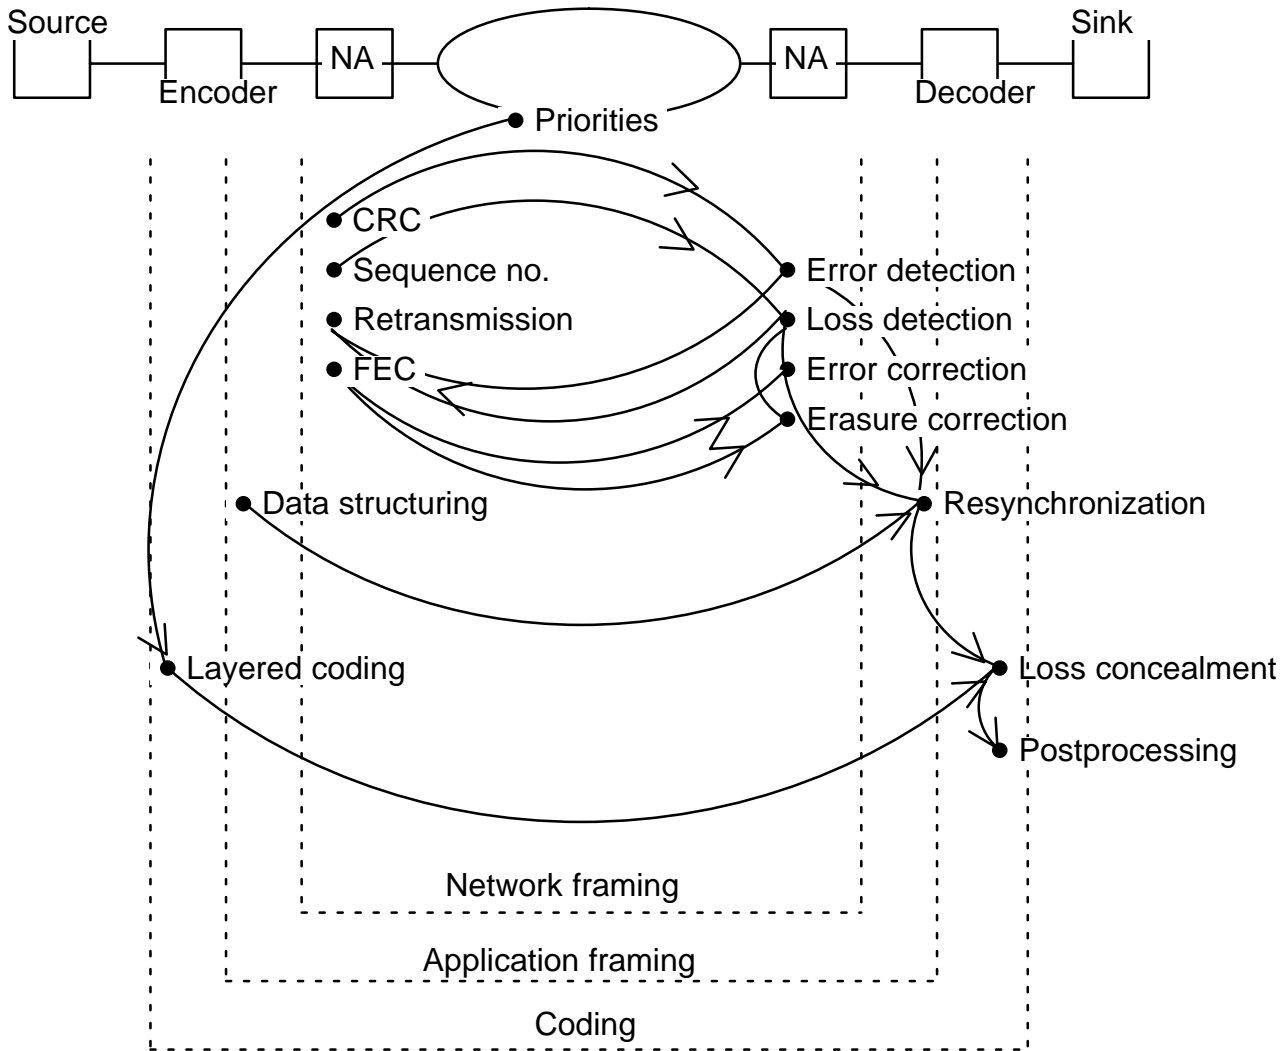 Source
Sink
NA
NA
Encoder
Decoder
Priorities
CRC
Sequence no.
Error detection
Retransmission
Loss detection
FEC
Error correction
Erasure correction
Data structuring
Resynchronization
Layered coding
Loss concealment
Postprocessing
Network framing
Application framing
Coding